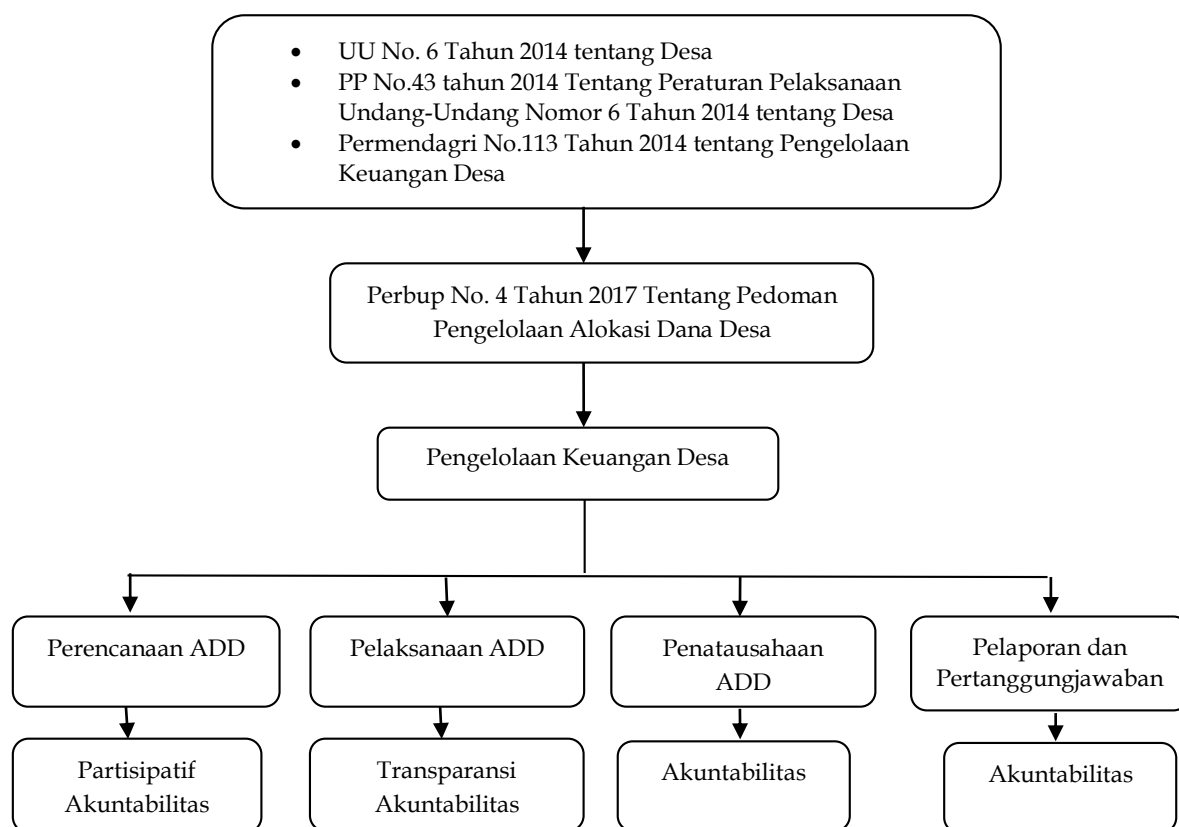 • UU No. 6 Tahun 2014 tentang Desa
• PP No.43 tahun 2014 Tentang Peraturan Pelaksanaan
Undang-Undang Nomor 6 Tahun 2014 tentang Desa
• Permendagri No.113 Tahun 2014 tentang Pengelolaan
Keuangan Desa
Perbup No. 4 Tahun 2017 Tentang Pedoman
Pengelolaan Alokasi Dana Desa
Pengelolaan Keuangan Desa
Perencanaan ADD
Pelaksanaan ADD
Penatausahaan
ADD
Pelaporan dan
Pertanggungjawaban
Partisipatif
Akuntabilitas
Transparansi
Akuntabilitas
Akuntabilitas
Akuntabilitas